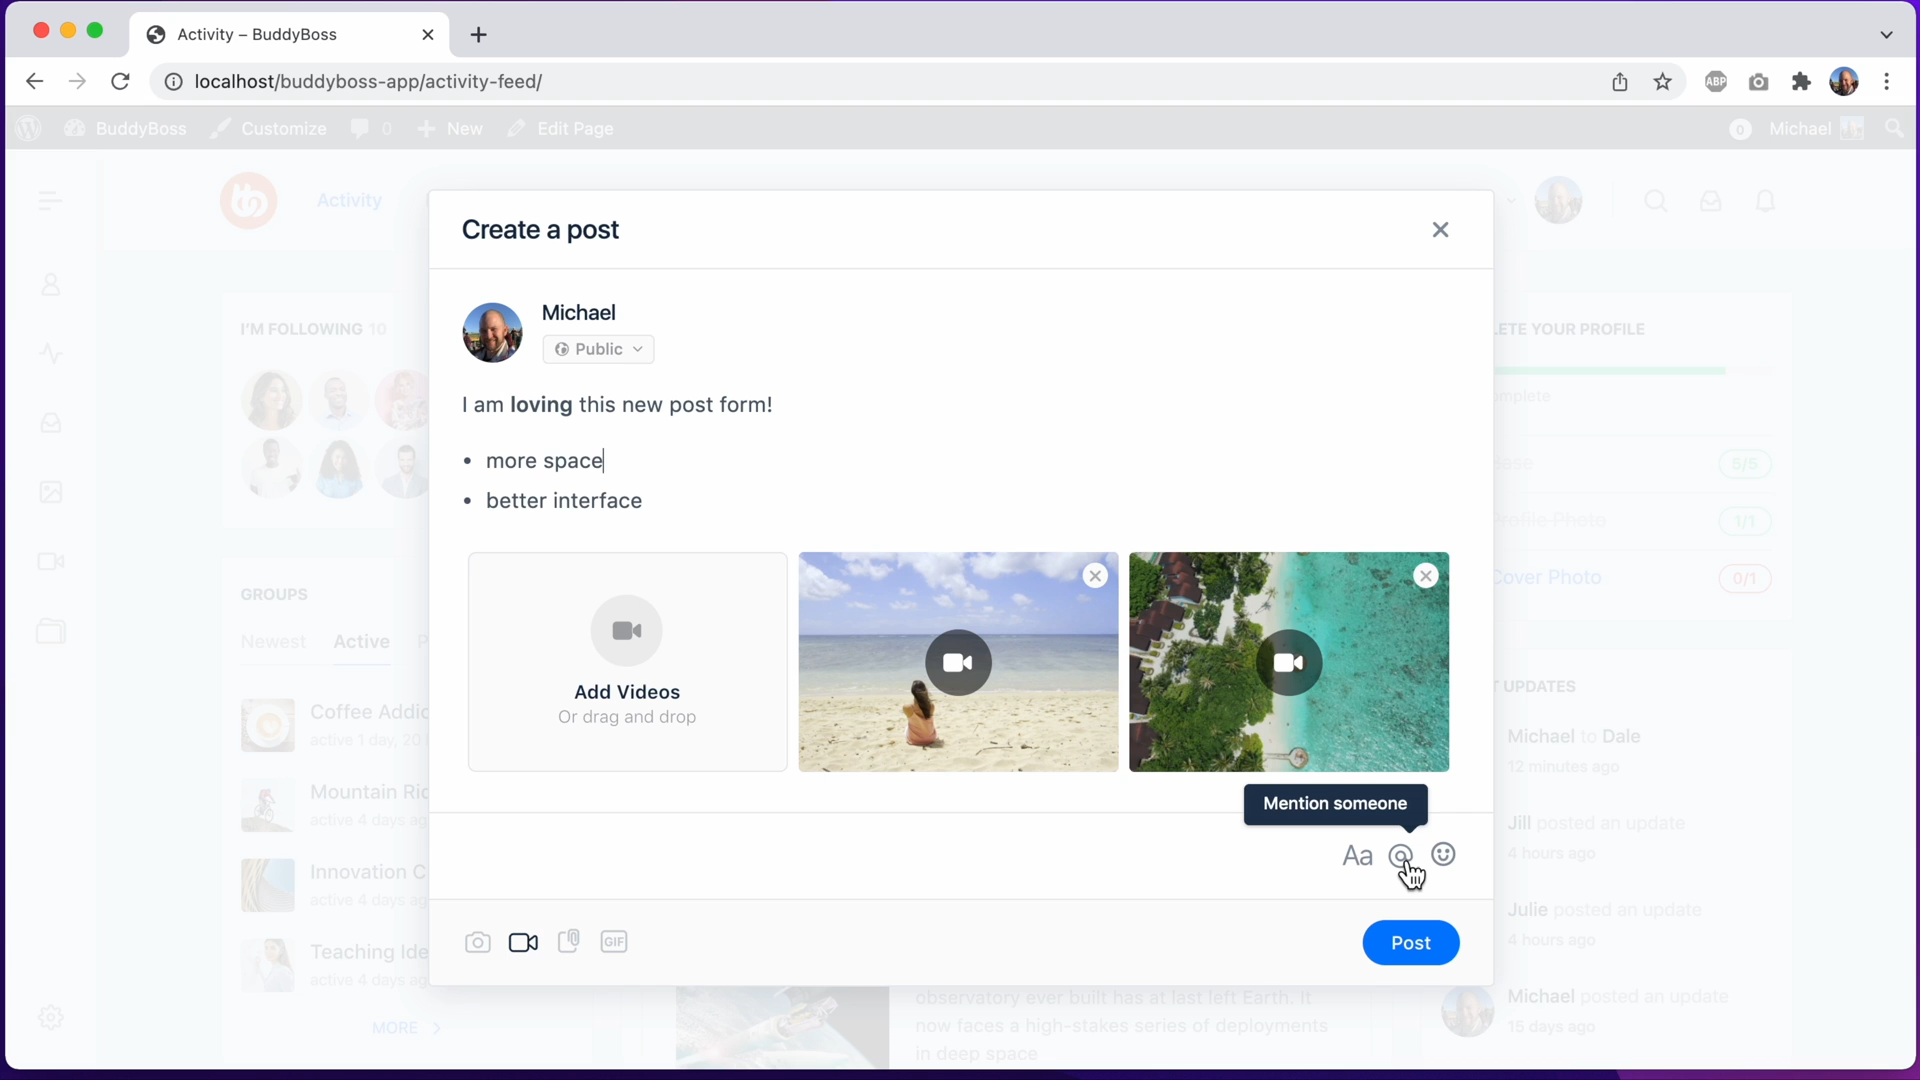 Activity – BuddyBoss
localhost/buddyboss-app/activity-feed/
ABP
BuddyBoss Customize 0 New Edit Page 0 Michael
Activity
Create a post
I'M FOLLOWING 10
Michael
Public
I am loving this new post form!
• more space
• better interface
Add Videos
Or drag and drop
Mention someone
Aa
GIF
Post
GROUPS
Newest Active P
Coffee Addic
active 1 day, 20
Mountain Ri
active 4 days ag
Innovation C
active 4 days ag
Teaching Ide
active 4 days ag
MORE
observatory ever built has at last left Earth. It
now faces a high-stakes series of deployments
in deep space
ETE YOUR PROFILE
mplete
5/5
Profile Photo 1/1
Cover Photo 0/1
UPDATES
Michael to Dale
12 minutes ago
Jill posted an update
4 hours ago
Julie posted an update
4 hours ago
Michael posted an update
15 days ago